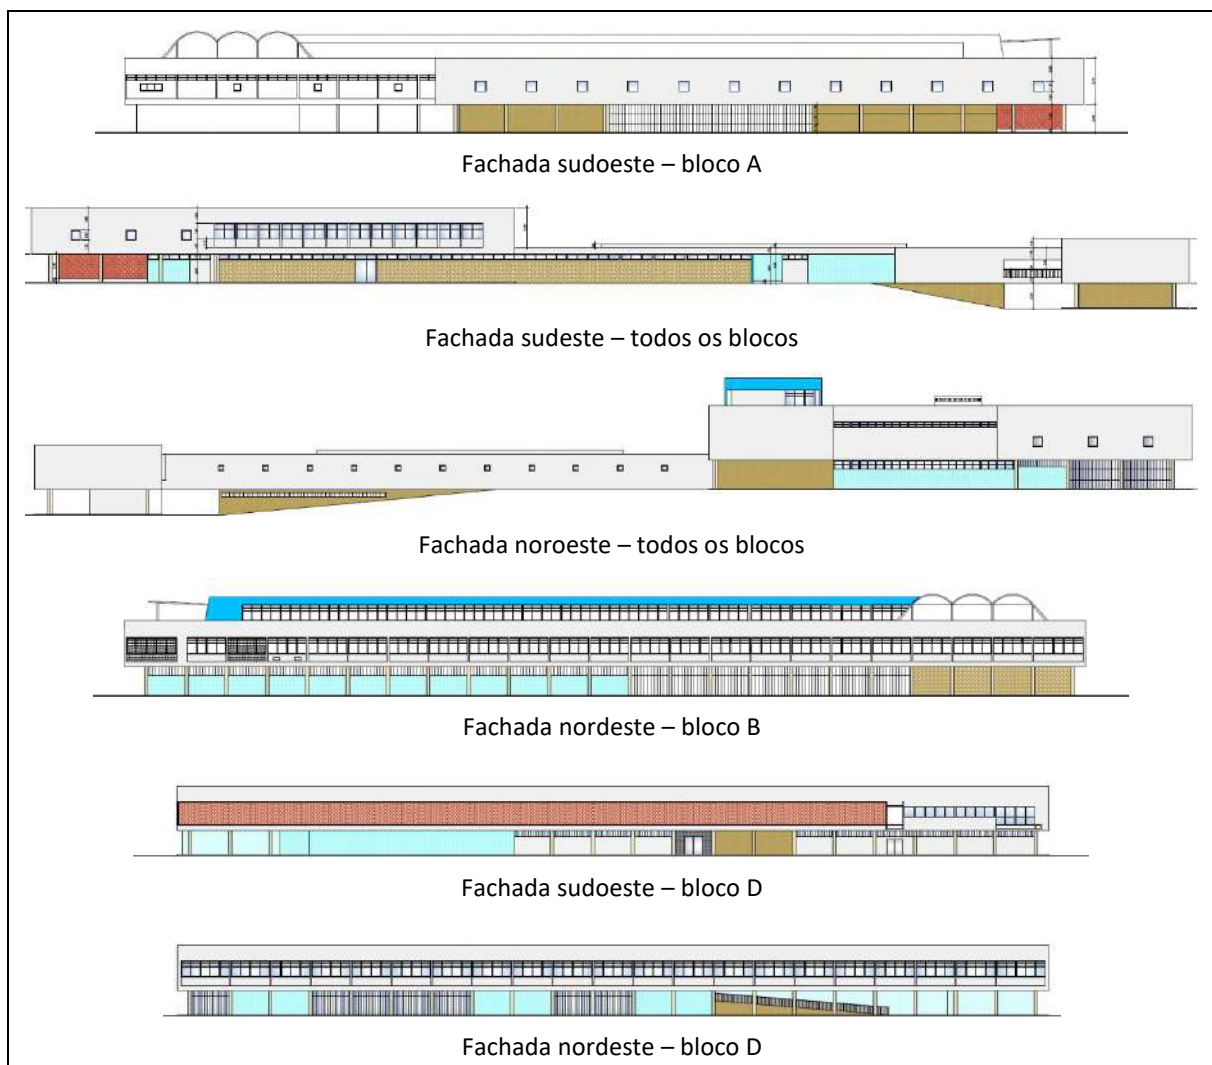 Fachada sudoeste – bloco A
Fachada sudeste – todos os blocos
Fachada noroeste – todos os blocos
Fachada nordeste – bloco B
Fachada sudoeste – bloco D
Fachada nordeste – bloco D